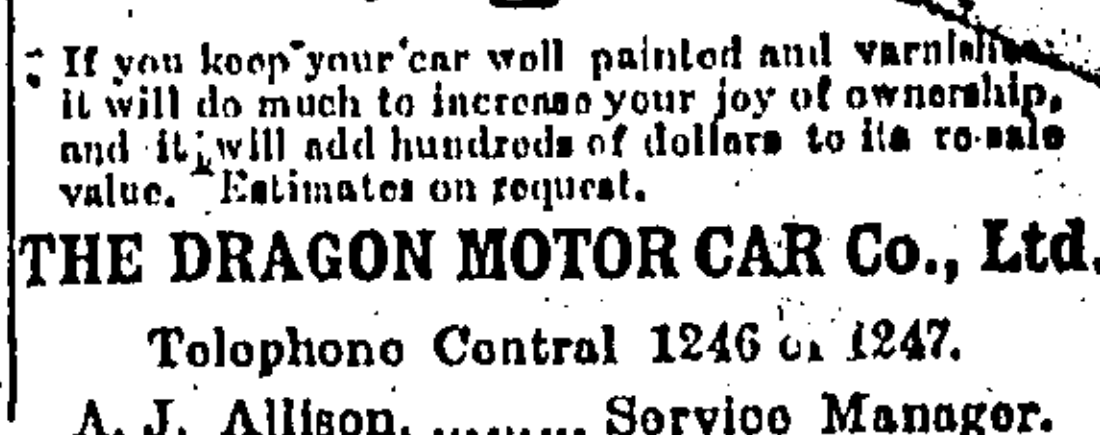 If you keep your car well painted and varnished
it will do much to increase your joy of ownership,
and it will add hundreds of dollars to its re-sale
value. Estimates on request.
THE DRAGON MOTOR CAR Co., Ltd.
Telephone Central 1246 or 1247.
A. J. Allison, ......... Service Manager.